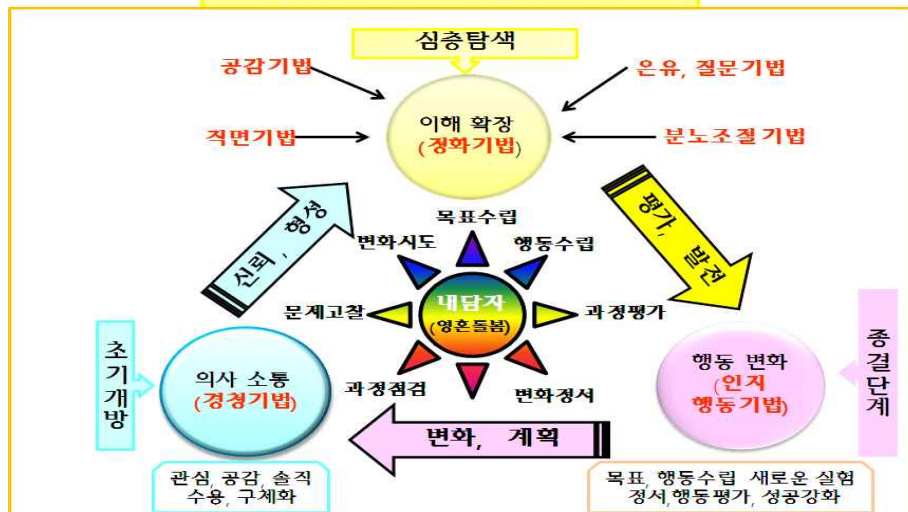 심층탐색
공감기법
은유, 질문기법
이해 확장
(정화기법)
직면기법
분노조절기법
신뢰, 형성
평가, 발전
목표수립
변화시도
행동수립
문제고찰
내담자
(영혼돌봄)
과정평가
과정점검
변화정서
초기개방
의사 소통
(경청기법)
행동 변화
(인지
행동기법)
종결단계
변화, 계획
관심, 공감, 솔직
수용, 구체화
목표, 행동수립 새로운 실험
정서,행동평가, 성공강화